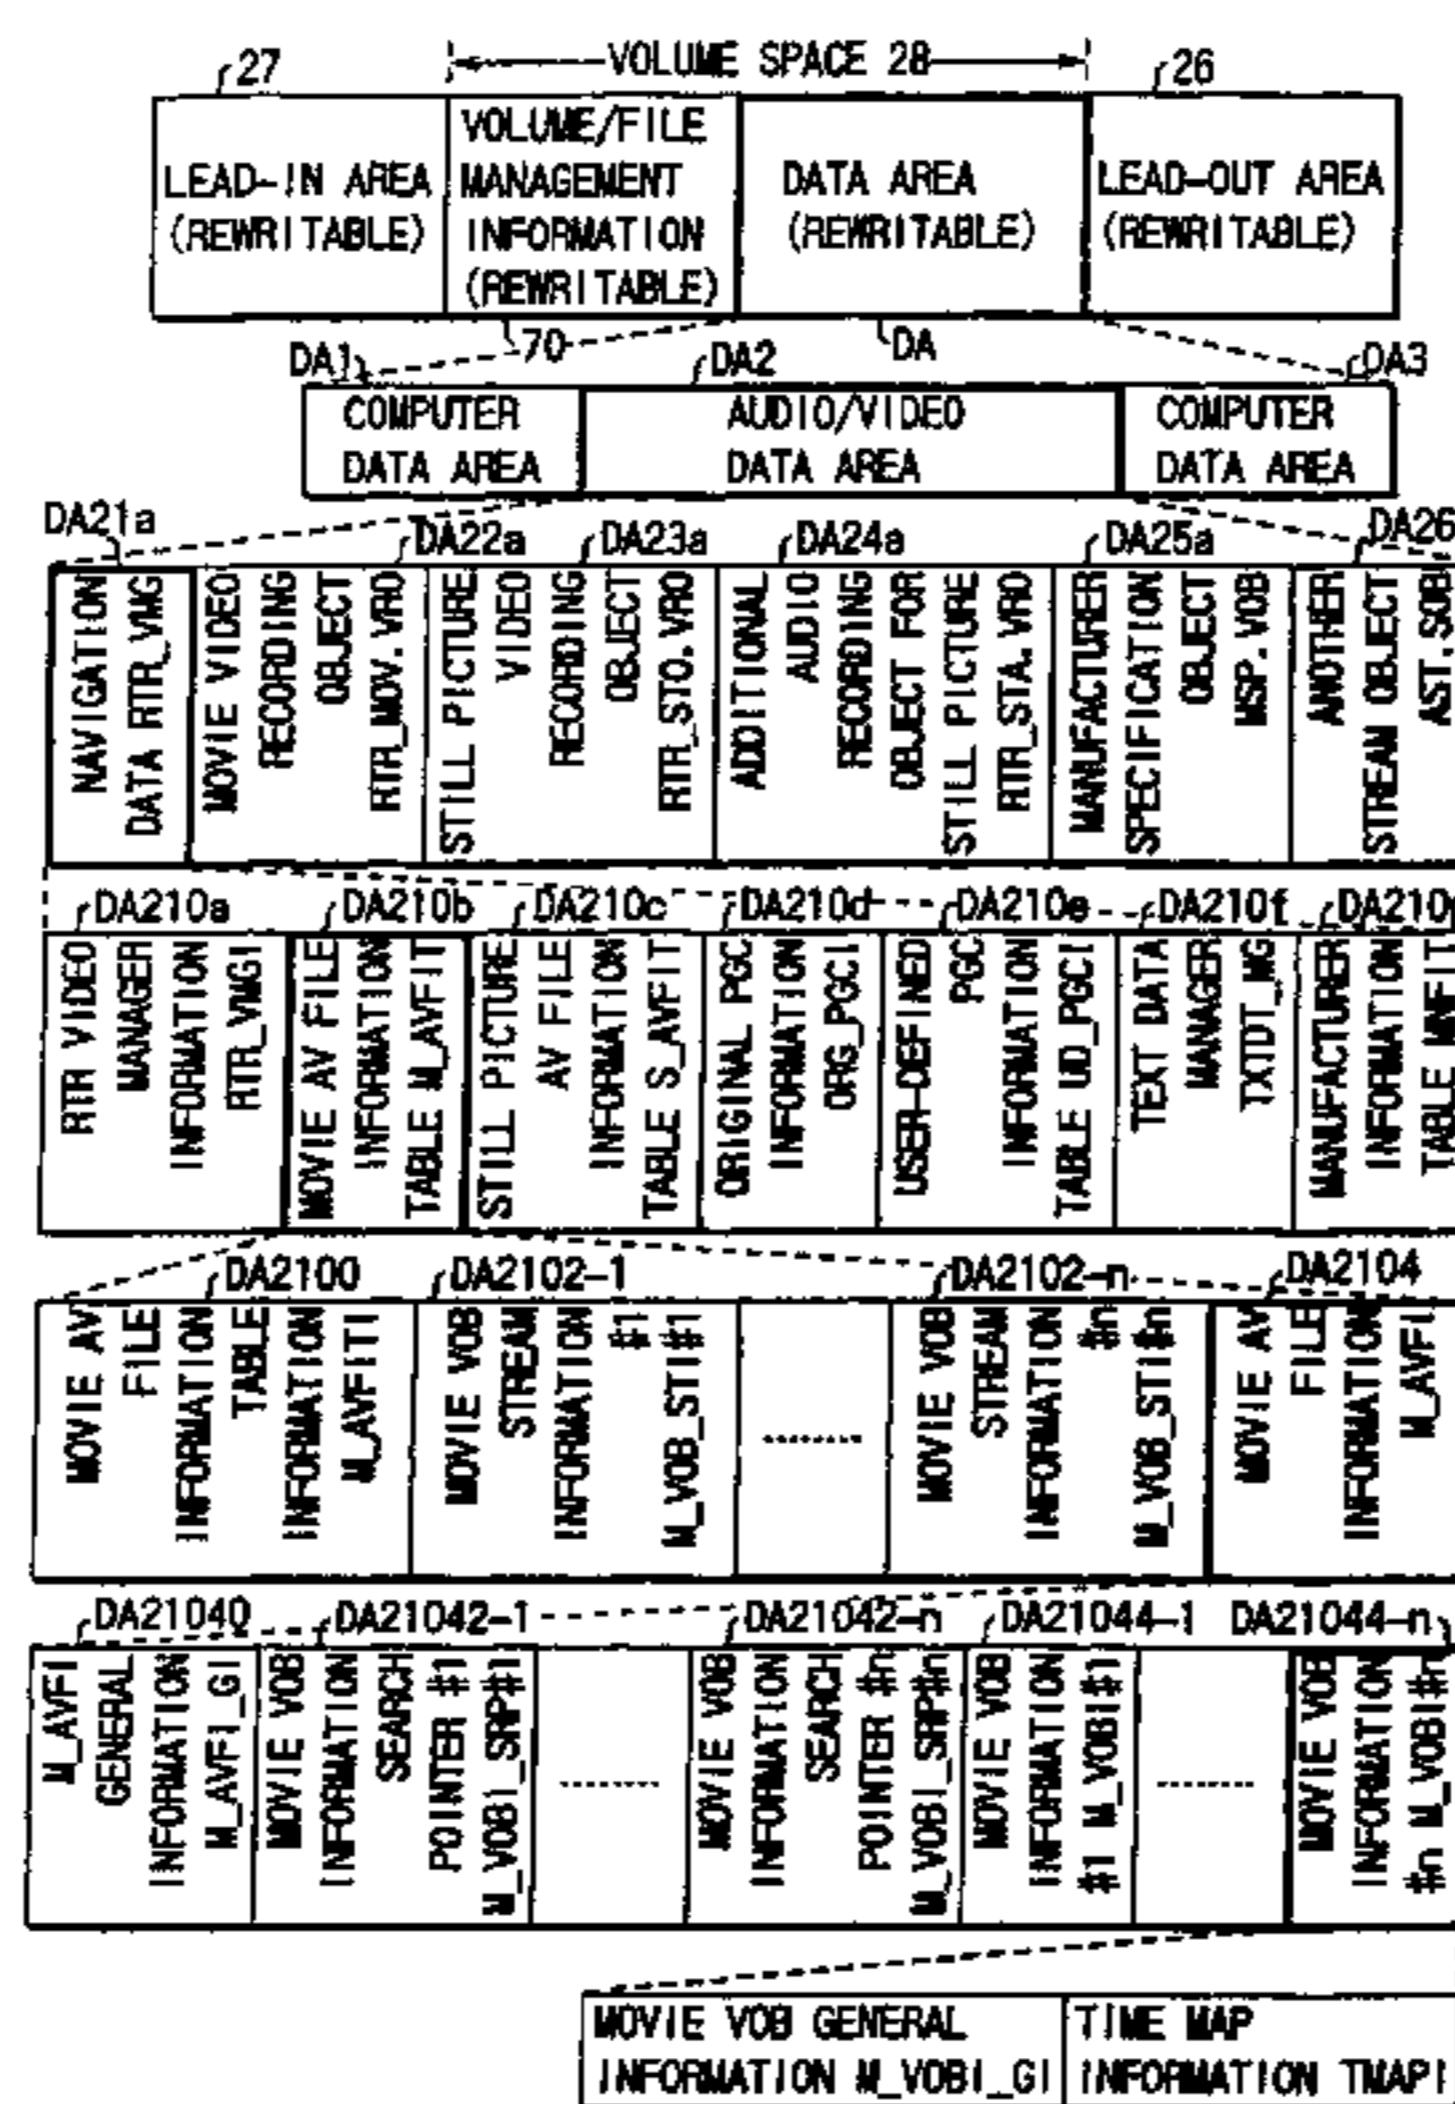 VOLUME SPACE 28
27
26
LEAD-IN AREA
(REWRITABLE)
VOLUME/FILE
MANAGEMENT
INFORMATION
(REWRITABLE)
DATA AREA
(REWRITABLE)
LEAD-OUT AREA
(REWRITABLE)
70
DA
DA1
DA2
DA3
COMPUTER
DATA AREA
AUDIO/VIDEO
DATA AREA
COMPUTER
DATA AREA
DA21a
DA22a
DA23a
DA24a
DA25a
DA26
NAVIGATION
DATA RTR_VMG
MOVIE VIDEO
RECORDING
OBJECT
RTR_MOV.VRO
STILL PICTURE
VIDEO
RECORDING
OBJECT
RTR_STO.VRO
ADDITIONAL
AUDIO
RECORDING
OBJECT FOR
STILL PICTURE
RTR_STA.VRO
MANUFACTURER
SPECIFICATION
OBJECT
MSP.VOB
ANOTHER
STREAM OBJECT
AST.SOB
DA210a
DA210b
DA210c
DA210d
DA210e
DA210f
DA210g
RTR VIDEO
MANAGER
INFORMATION
RTR_VMGI
MOVIE AV FILE
INFORMATION
TABLE M_AVFIT
STILL PICTURE
AV FILE
INFORMATION
TABLE S_AVFIT
ORIGINAL PGC
INFORMATION
ORG_PGCI
USER-DEFINED
PGC
INFORMATION
TABLE UD_PGCI
TEXT DATA
MANAGER
TXTDT_MG
MANUFACTURER
INFORMATION
TABLE MNFIT
DA2100
DA2102-1
DA2102-n
DA2104
MOVIE AV
FILE
INFORMATION
TABLE
INFORMATION
M_AVFITI
MOVIE VOB
STREAM
INFORMATION
#1
M_VOB_STI#1
........
MOVIE VOB
STREAM
INFORMATION
#n
M_VOB_STI#n
MOVIE AV
FILE
INFORMATION
M_AVFI
DA21040
DA21042-1
DA21042-n
DA21044-1
DA21044-n
M_AVFI
GENERAL
INFORMATION
M_AVFI_GI
MOVIE VOB
INFORMATION
SEARCH
POINTER #1
M_VOBI_SRP#1
........
MOVIE VOB
INFORMATION
SEARCH
POINTER #n
M_VOBI_SRP#n
MOVIE VOB
INFORMATION
#1 M_VOBI#1
........
MOVIE VOB
INFORMATION
#n M_VOBI#n
MOVIE VOB GENERAL
INFORMATION M_VOBI_GI
TIME MAP
INFORMATION TMAPI